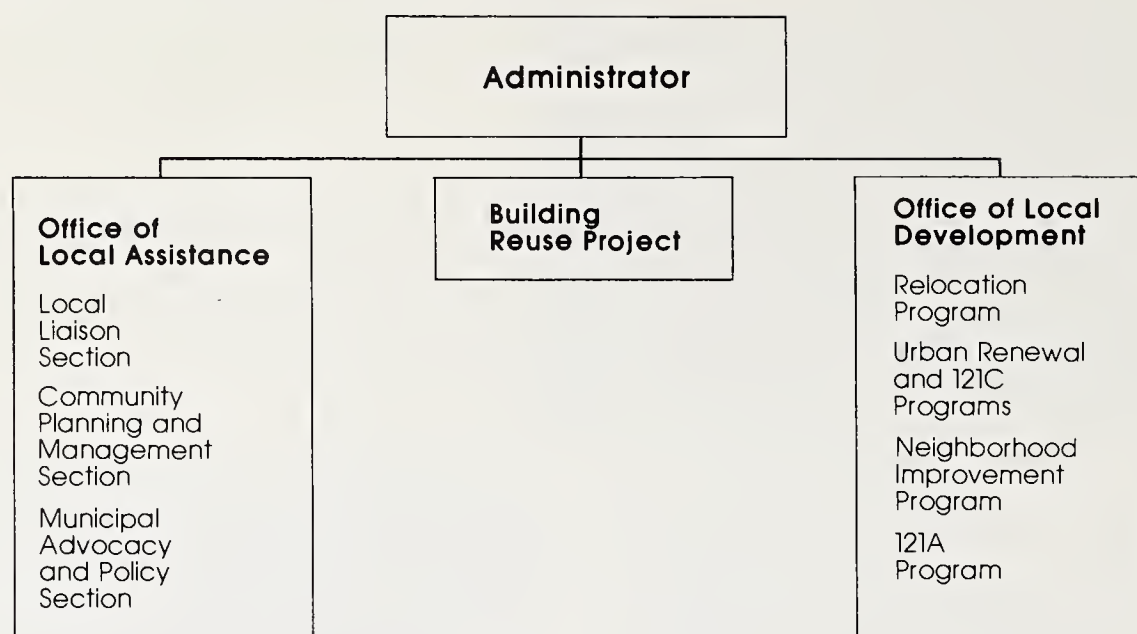 Administrator
Office of
Local Assistance
Local
Liaison
Section
Community
Planning and
Management
Section
Municipal
Advocacy
and Policy
Section
Building
Reuse Project
Office of Local
Development
Relocation
Program
Urban Renewal
and 121C
Programs
Neighborhood
Improvement
Program
121A
Program